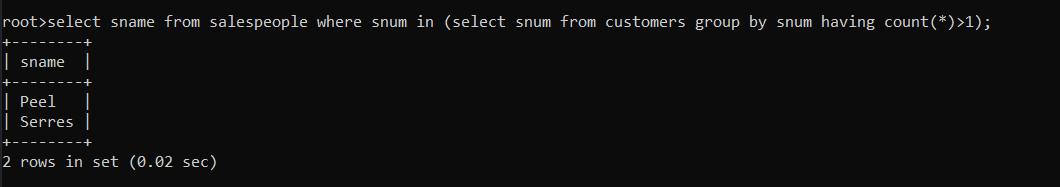 root>select sname from salespeople where snum in (select snum from customers group by snum having count(*)>1);
+--------+
| sname  |
+--------+
| Peel   |
| Serres |
+--------+
2 rows in set (0.02 sec)